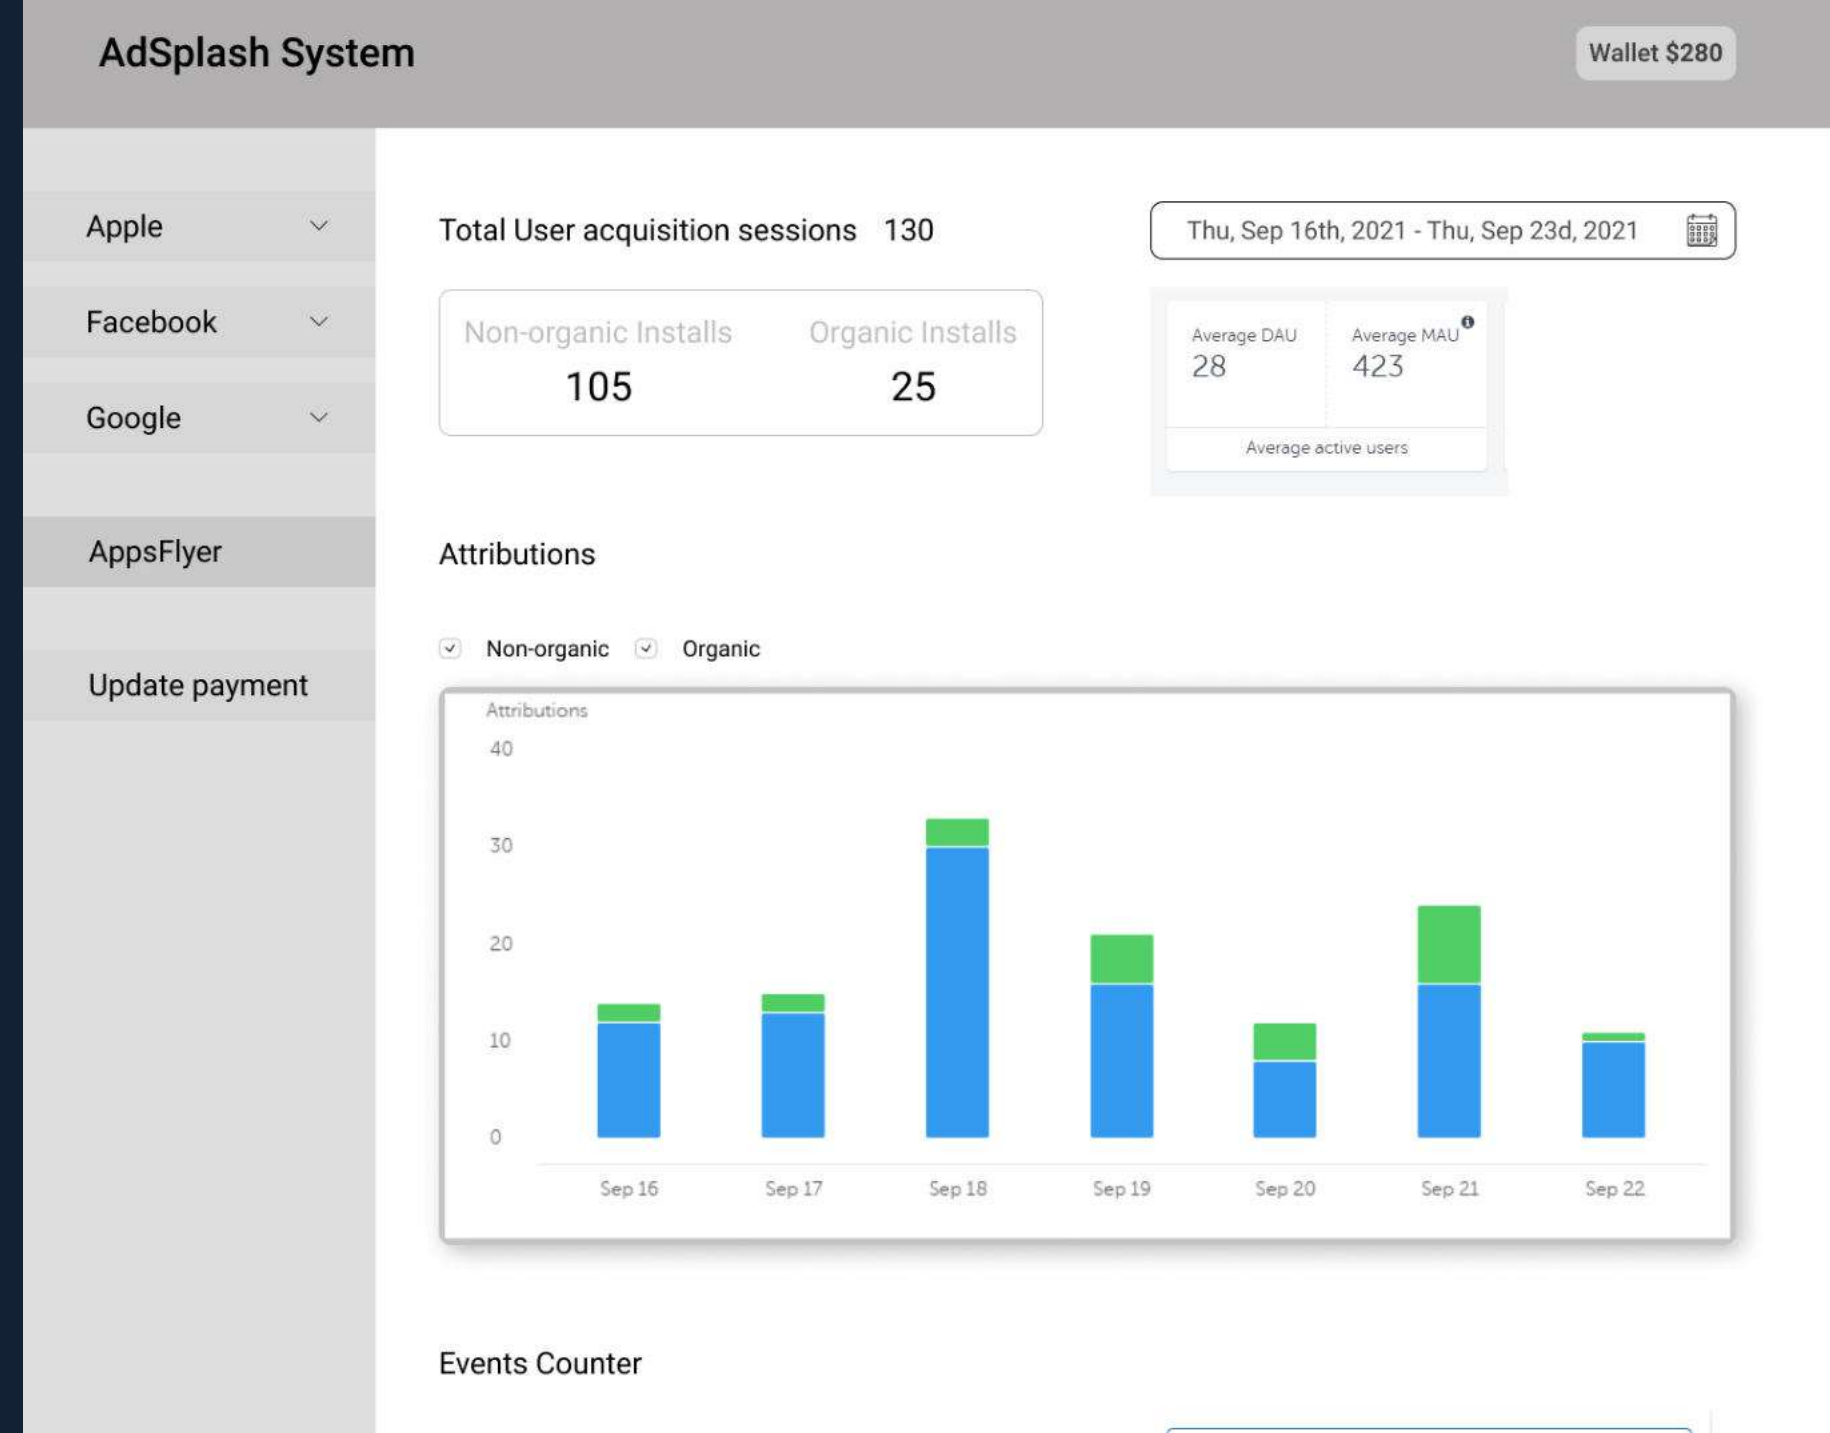 AdSplash System
Wallet $280
Apple
Facebook
Google
AppsFlyer
Update payment
Total User acquisition sessions 130
Thu, Sep 16th, 2021 - Thu, Sep 23d, 2021
Non-organic Installs Organic Installs
105 25
Average DAU Average MAU
28 423
Average active users
Attributions
Non-organic Organic
Attributions
40
30
20
10
0
Sep 16 Sep 17 Sep 18 Sep 19 Sep 20 Sep 21 Sep 22
Events Counter